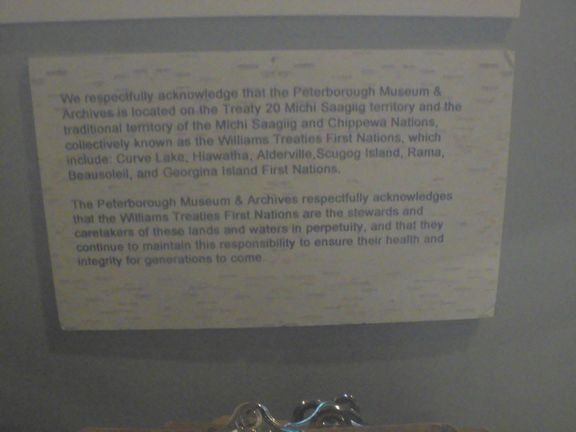 We respectfully acknowledge that the Peterborough Museum &
Archives is located on the Treaty 20 Michi Saagiig territory and the
traditional territory of the Michi Saagiig and Chippewa Nations,
collectively known as the Williams Treaties First Nations, which
include: Curve Lake, Hiawatha, Alderville,Scugog Island, Rama,
Beausoleil, and Georgina Island First Nations.
The Peterborough Museum & Archives respectfully acknowledges
that the Williams Treaties First Nations are the stewards and
caretakers of these lands and waters in perpetuity, and that they
continue to maintain this responsibility to ensure their health and
integrity for generations to come.